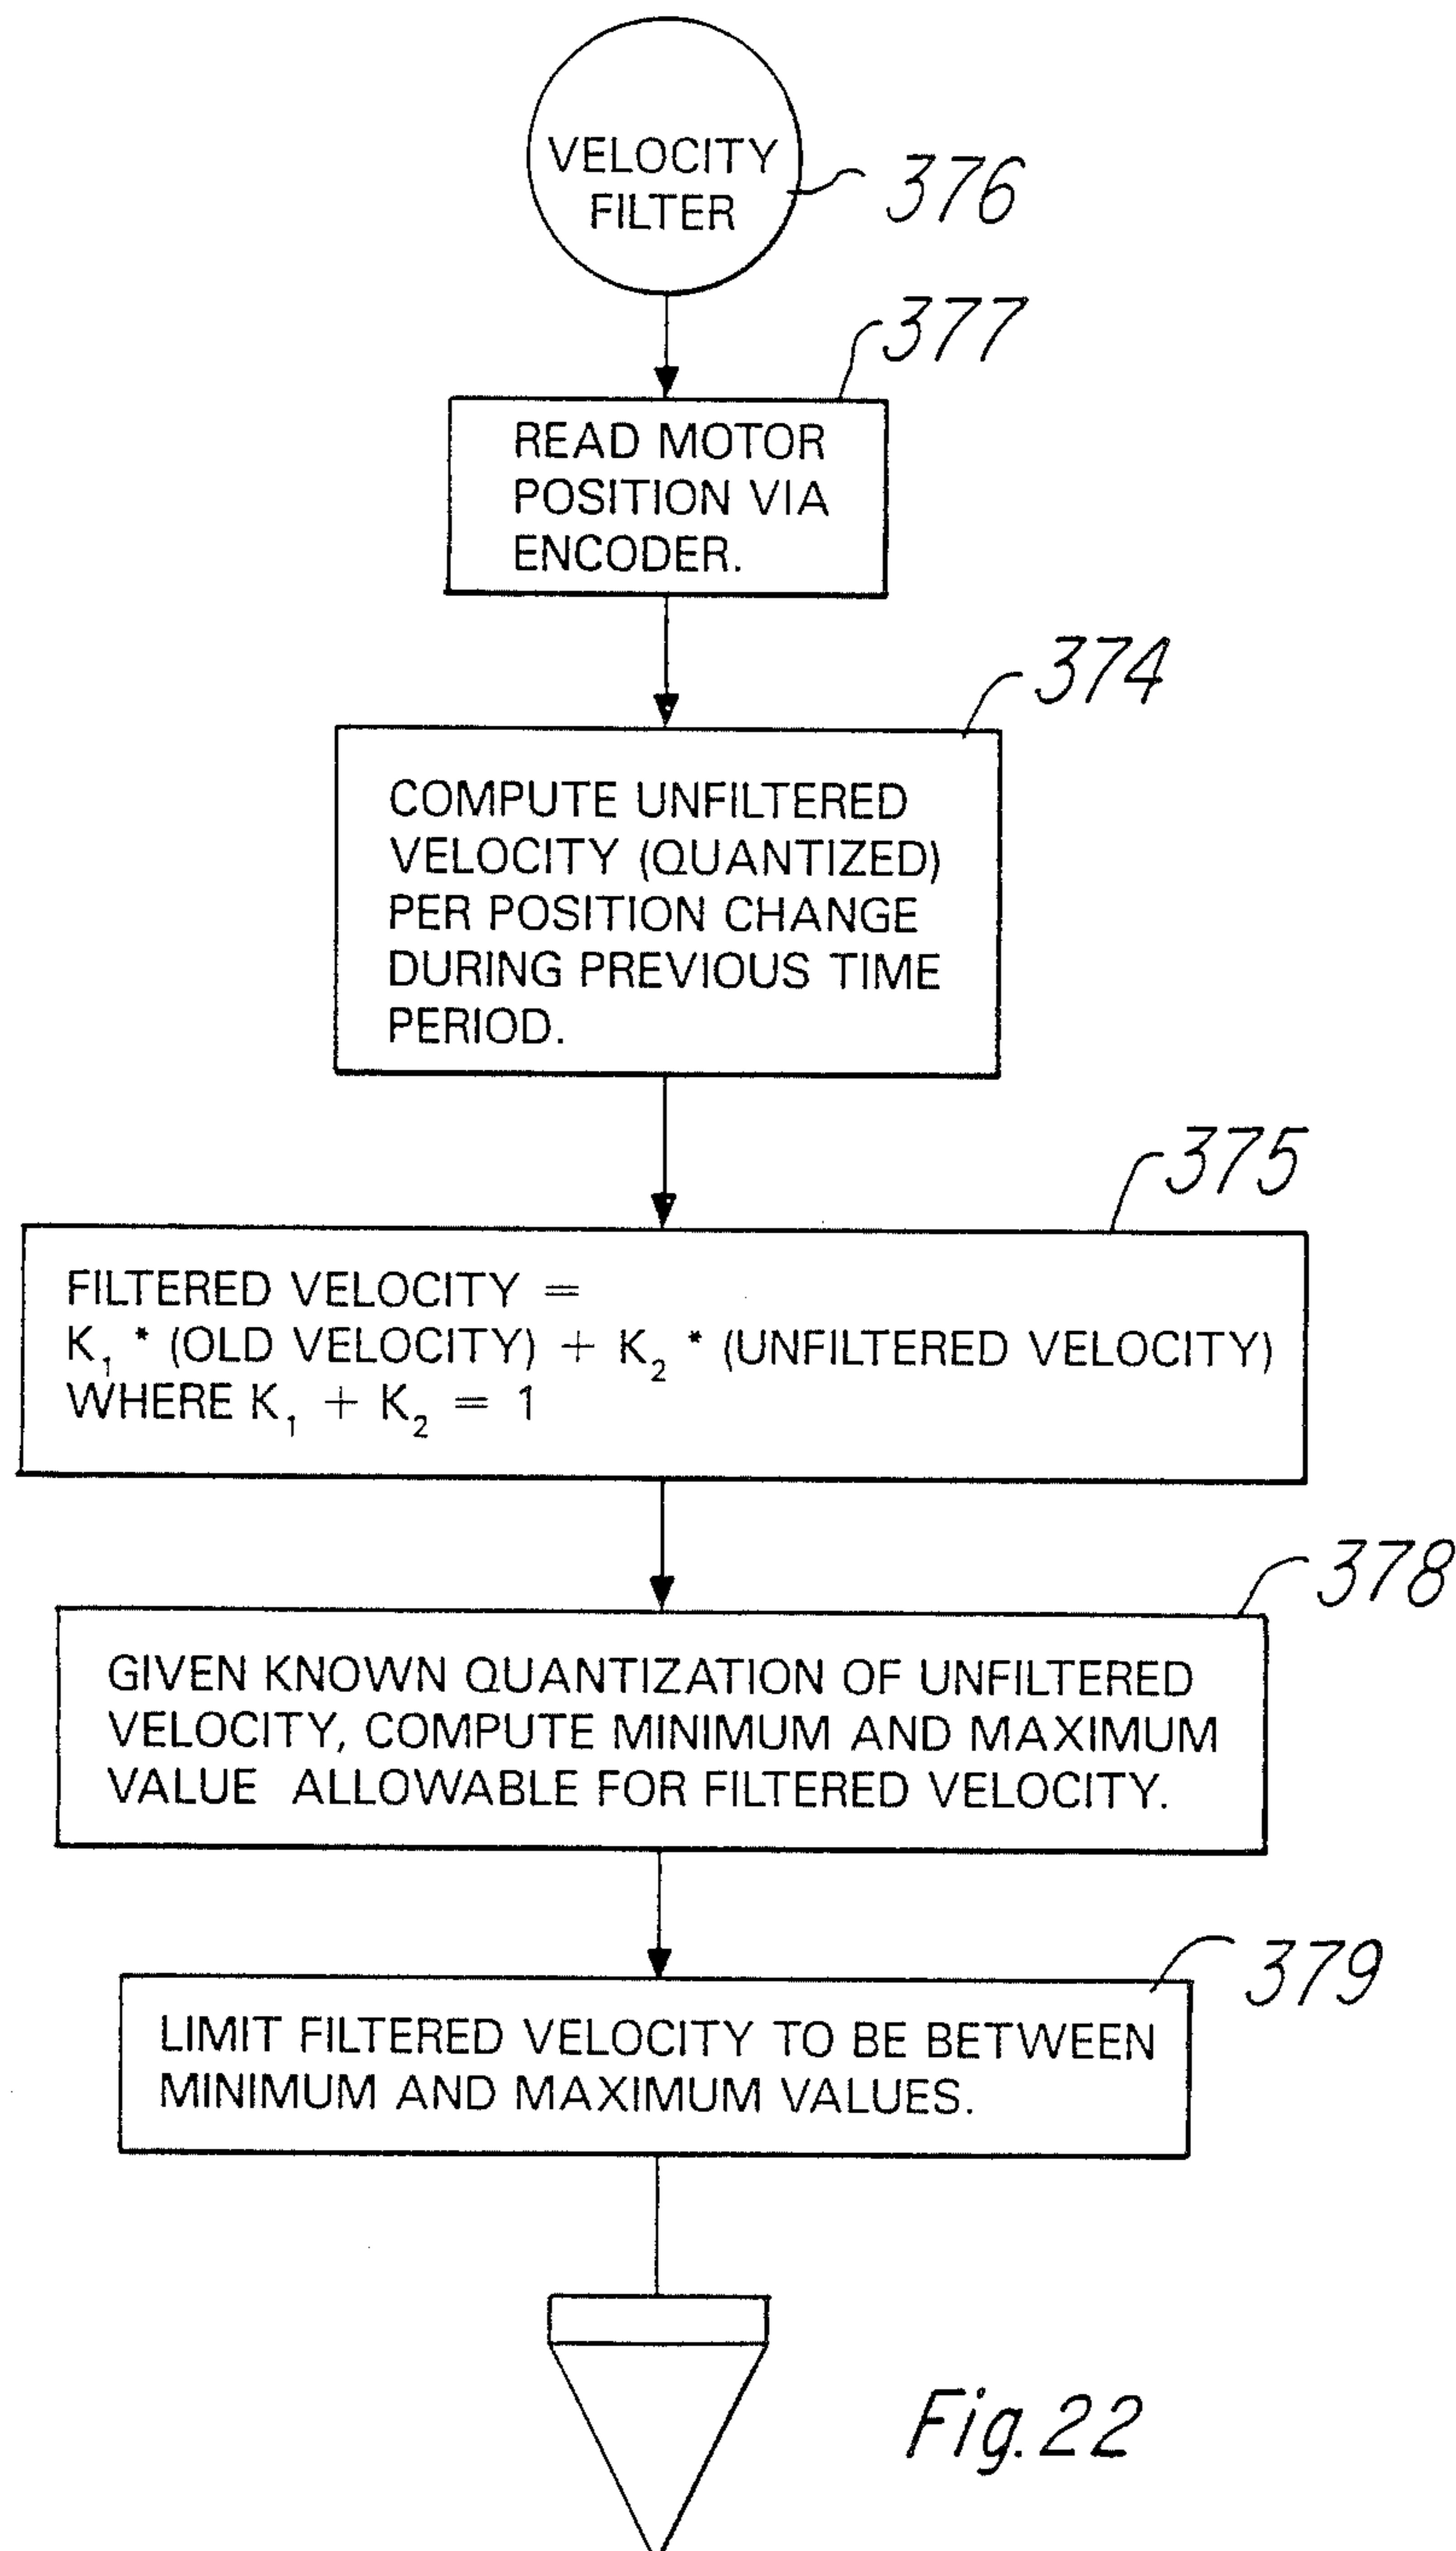 VELOCITY
FILTER
376
377
READ MOTOR
POSITION VIA
ENCODER.
374
COMPUTE UNFILTERED
VELOCITY (QUANTIZED)
PER POSITION CHANGE
DURING PREVIOUS TIME
PERIOD.
375
FILTERED VELOCITY =
K₁ * (OLD VELOCITY) + K₂ * (UNFILTERED VELOCITY)
WHERE K₁ + K₂ = 1
378
GIVEN KNOWN QUANTIZATION OF UNFILTERED
VELOCITY, COMPUTE MINIMUM AND MAXIMUM
VALUE ALLOWABLE FOR FILTERED VELOCITY.
379
LIMIT FILTERED VELOCITY TO BE BETWEEN
MINIMUM AND MAXIMUM VALUES.
Fig. 22